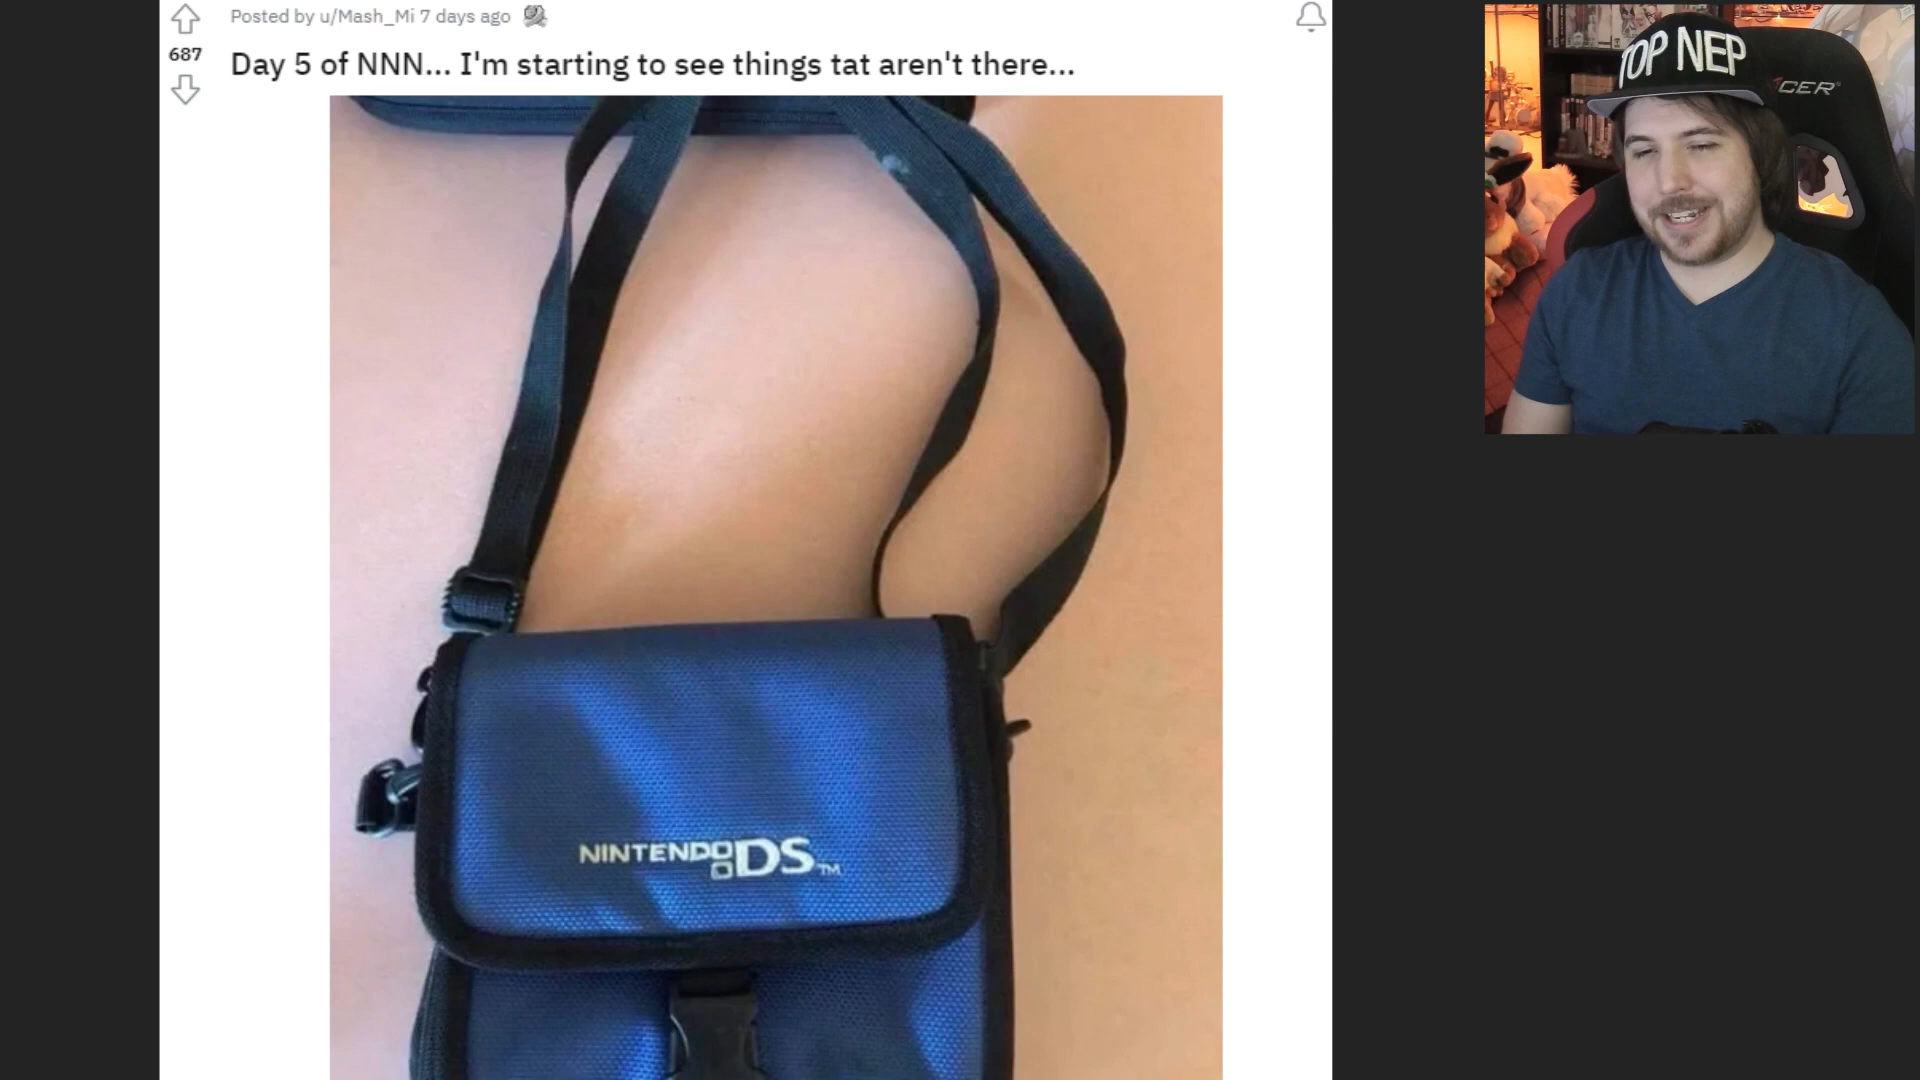 Posted by u/Mash_Mi 7 days ago
687
Day 5 of NNN... I'm starting to see things tat aren't there...
NINTENDO DS TM
TOP NEP
ACER